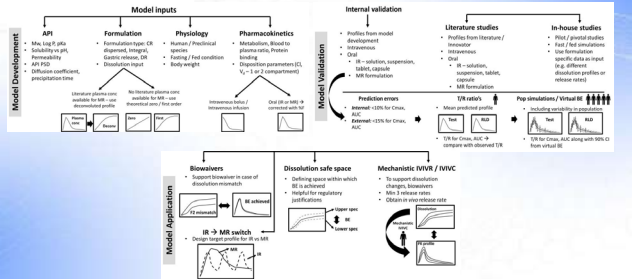 Model inputs
Model Development
API
• Mw, Log P, pKa
• Solubility vs pH, Permeability
• API PSD
• Diffusion coefficient, precipitation time
Formulation
• Formulation type: CR dispersed, Integral, Gastric release, DR
• Dissolution input
Literature plasma conc available for MR – use deconvoluted profile
No literature plasma conc available for MR – use theoretical zero / first order
Plasma conc
Decono
Zero
First
Physiology
• Human / Preclinical species
• Fasting / Fed condition
• Body weight
Pharmacokinetics
• Metabolism, Blood to plasma ratio, Protein binding
• Disposition parameters (Cl, Vd – 1 or 2 compartment)
Intravenous bolus / intravenous infusion
Oral (IR or MR) → corrected with %F
Model Validation
Internal validation
• Profiles from model development
• Intravenous
• Oral
• IR – solution, suspension, tablet, capsule
• MR formulation
Literature studies
• Profiles from literature / Innovator
• Intravenous
• Oral
• IR – solution, suspension, tablet, capsule
• MR formulation
In-house studies
• Pilot / pivotal studies
• Fast / fed simulations
• Use formulation specific data as input (e.g. different dissolution profiles or release rates)
Prediction errors
• Internal: <10% for Cmax, AUC
• External: <15% for Cmax, AUC
T/R ratio's
• Mean predicted profile
Test
RLD
• T/R for Cmax, AUC → compare with observed T/R
Pop simulations / Virtual BE
• Including variability in population
Test
RLD
• T/R for Cmax, AUC along with 90% CI from virtual BE
Model Application
Biowaivers
• Support biowaiver in case of dissolution mismatch
F2 mismatch
BE achieved
IR → MR switch
• Design target profile for IR vs MR
MR
IR
Dissolution safe space
• Defining space within which BE is achieved
• Helpful for regulatory justifications
Upper spec
BE
Lower spec
Mechanistic IVIVR / IVIVC
• To support dissolution changes, biowaivers
• Min 3 release rates
• Obtain in vivo release rate
Dissolution
Mechanistic IVIVC
PK profile